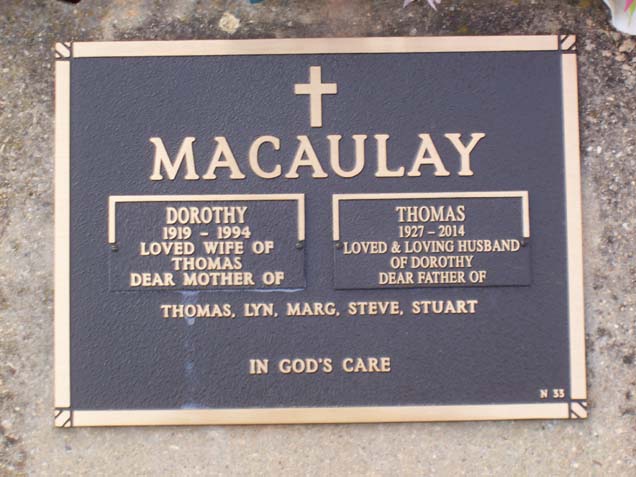 MACAULAY
DOROTHY
1919 - 1994
LOVED WIFE OF
THOMAS
DEAR MOTHER OF
THOMAS
1927 - 2014
LOVED & LOVING HUSBAND
OF DOROTHY
DEAR FATHER OF
THOMAS, LYN, MARG, STEVE, STUART
IN GOD'S CARE
N 33